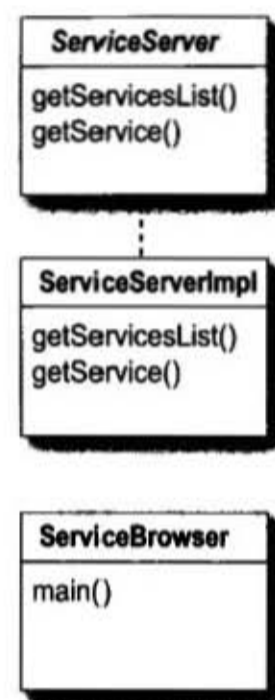 ServiceServer
getServicesList()
getService()
ServiceServerImpl
getServicesList()
getService()
ServiceBrowser
main()